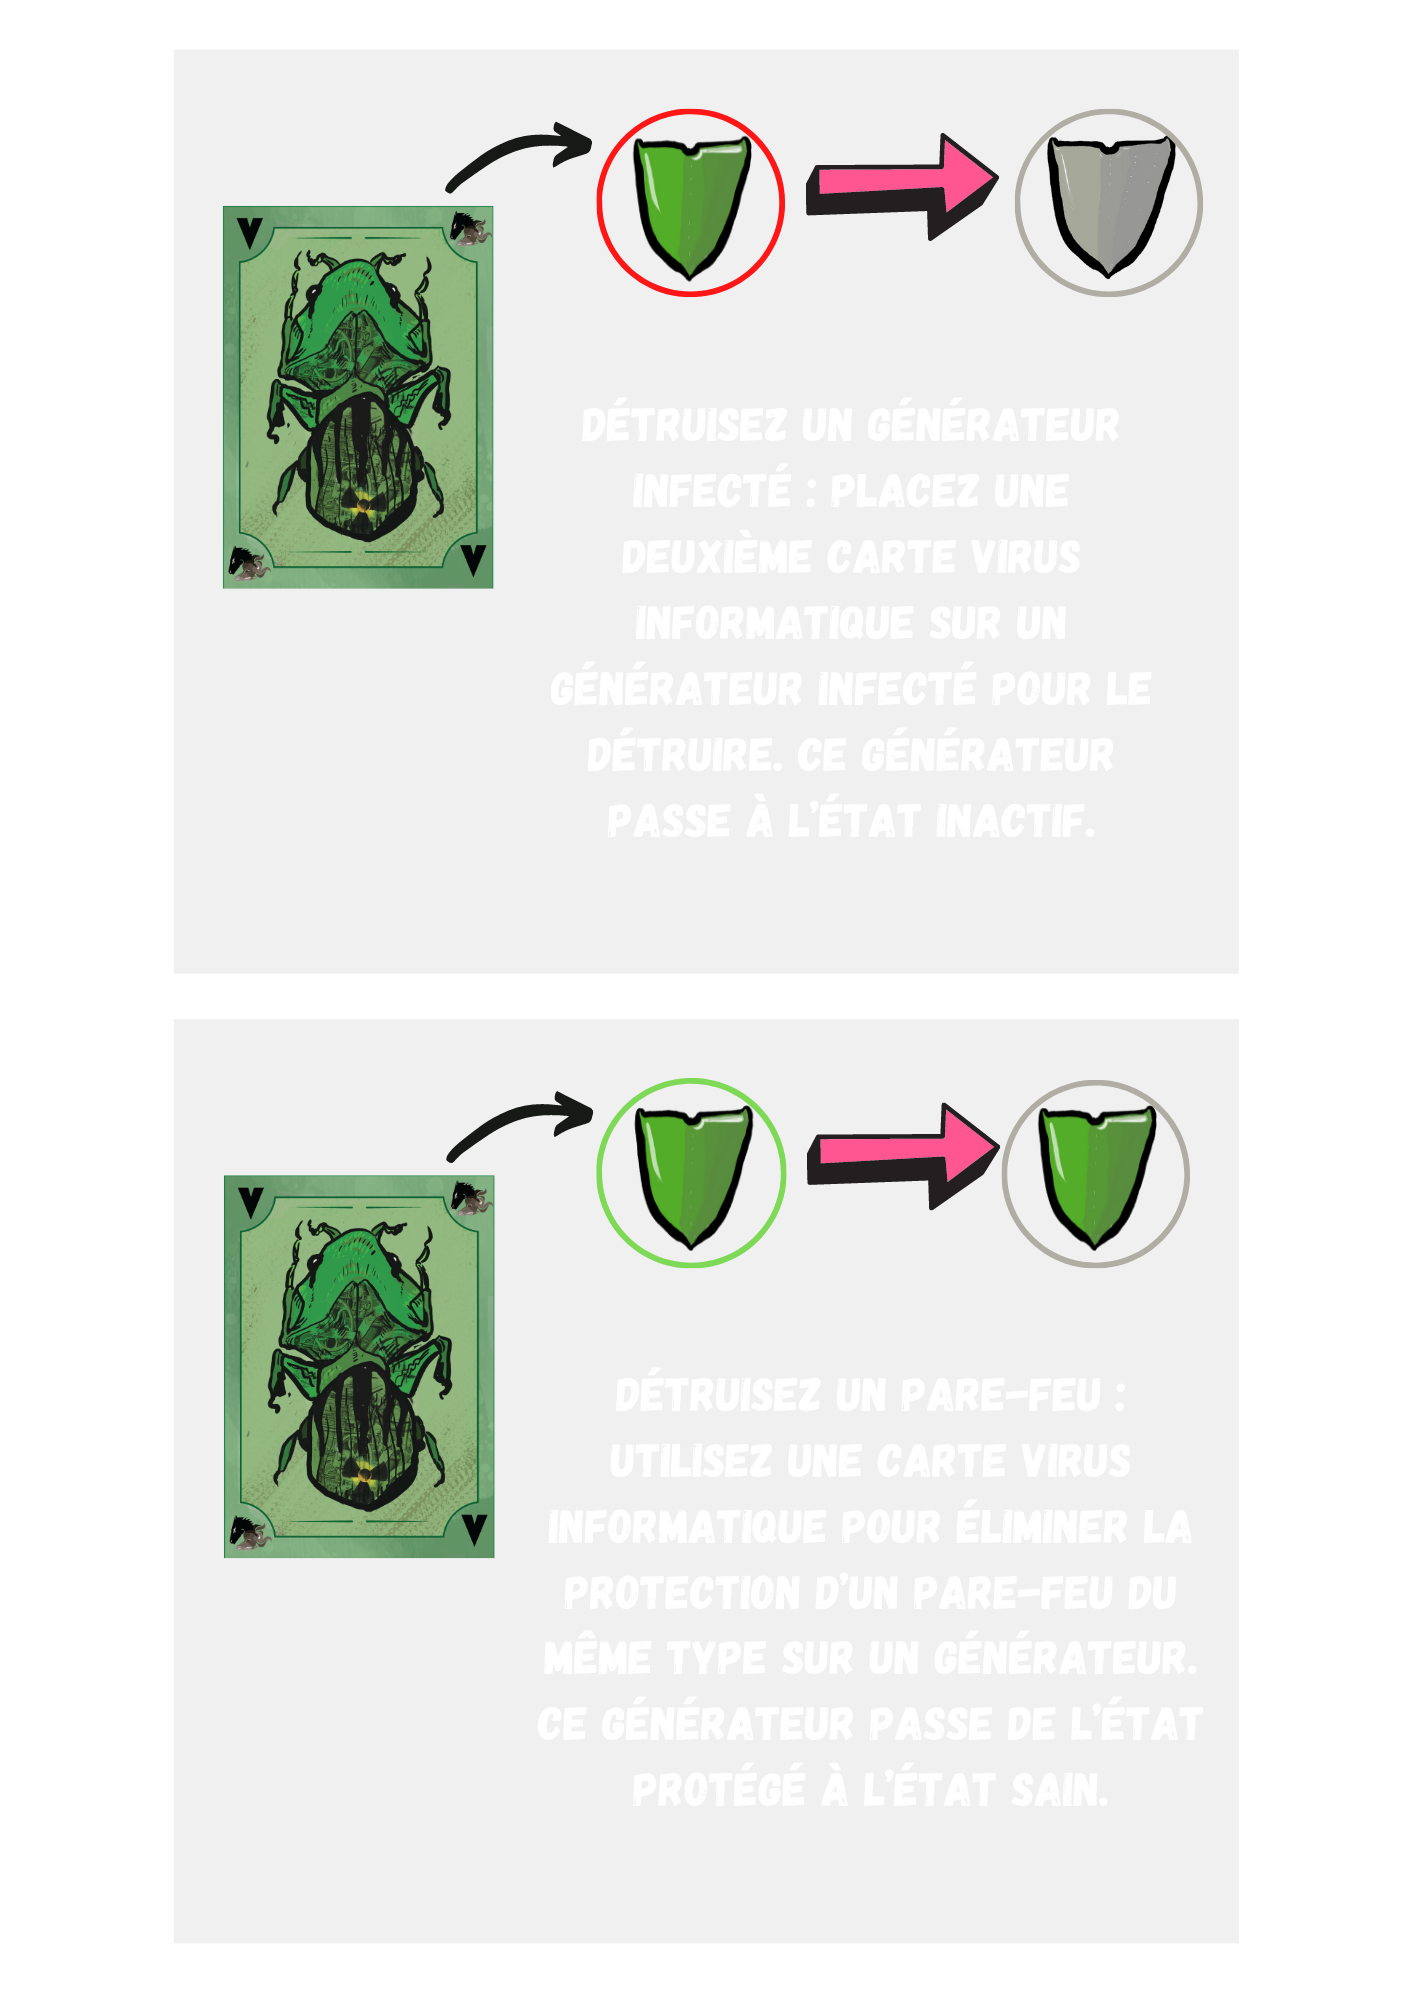 V
V
DÉTRUISEZ UN GÉNÉRATEUR
INFECTÉ : PLACEZ UNE
DEUXIÈME CARTE VIRUS
INFORMATIQUE SUR UN
GÉNÉRATEUR INFECTÉ POUR LE
DÉTRUIRE. CE GÉNÉRATEUR
PASSE À L'ÉTAT INACTIF.
V
V
DÉTRUISEZ UN PARE-FEU :
UTILISEZ UNE CARTE VIRUS
INFORMATIQUE POUR ÉLIMINER LA
PROTECTION D'UN PARE-FEU DU
MÊME TYPE SUR UN GÉNÉRATEUR.
CE GÉNÉRATEUR PASSE DE L'ÉTAT
PROTÉGÉ À L'ÉTAT SAIN.